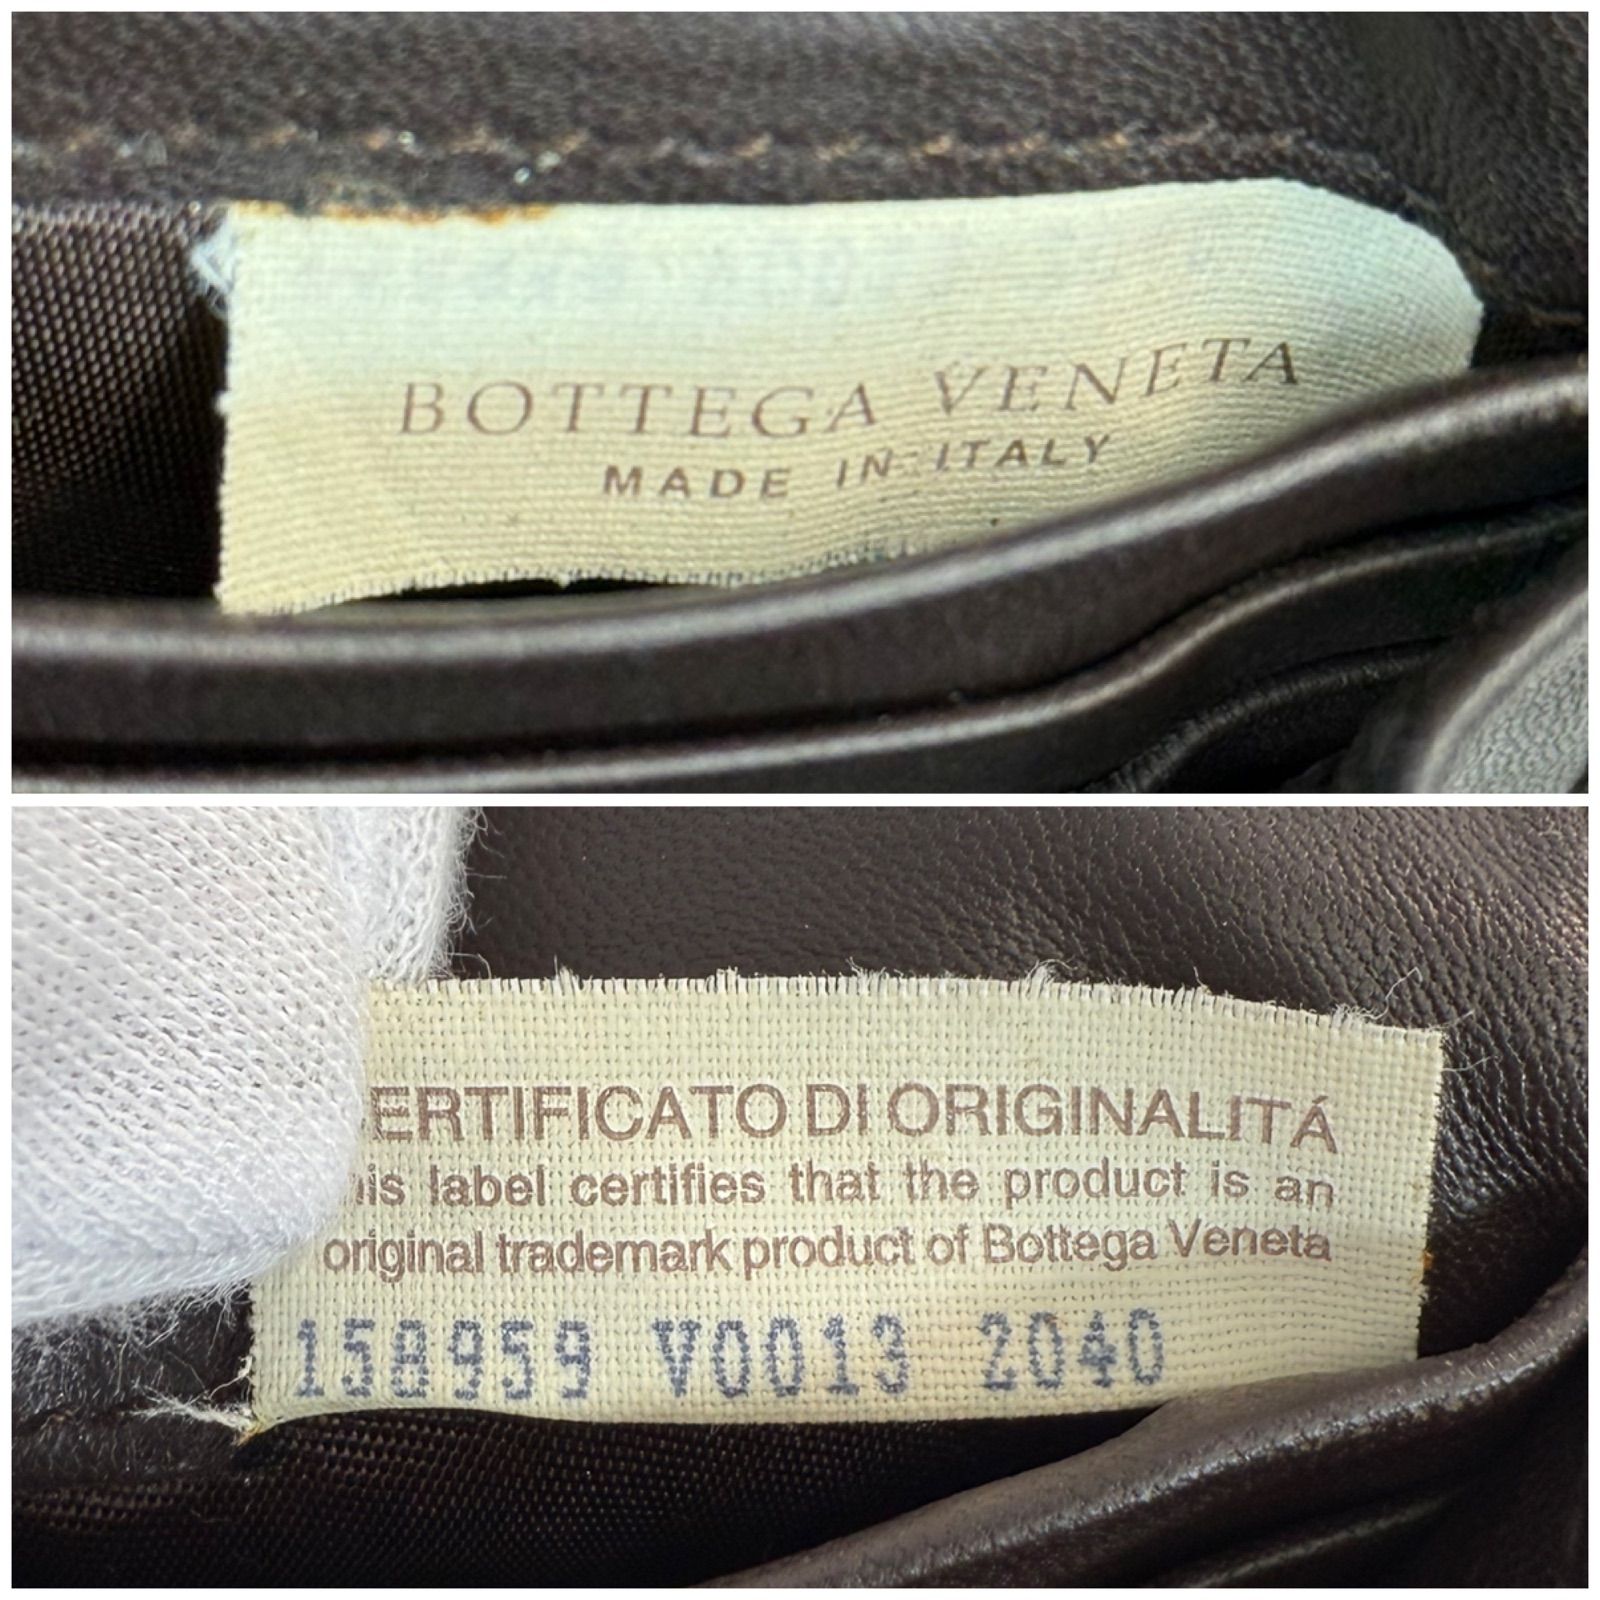 BOTTEGA VENETA
MADE IN ITALY
ERTIFICATO DI ORIGINALITÁ
his label certifies that the product is an
original trademark product of Bottega Veneta
V0013 2040